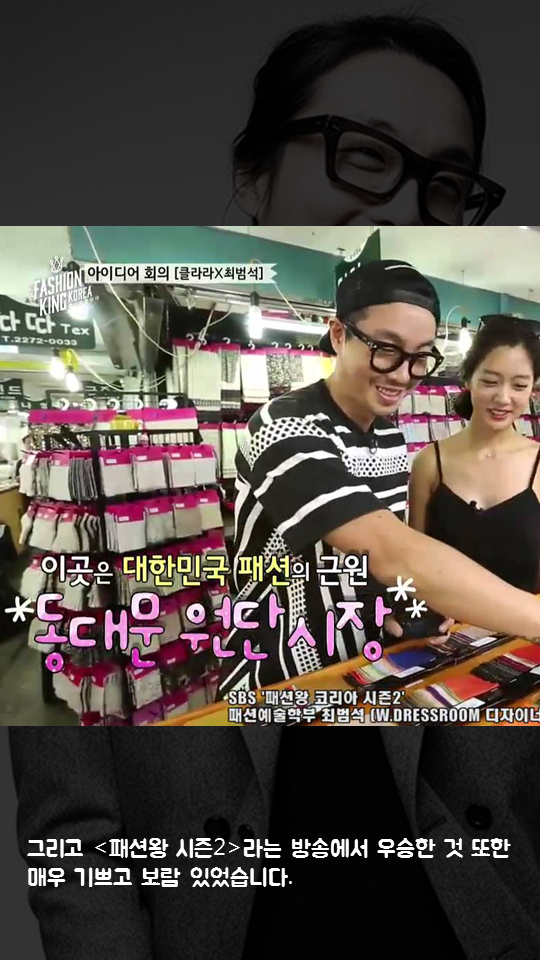 아이디어 회의 [클라라X최범석]
FASHION
KING KOREA
Tex
T.2272-0033
이곳은 대한민국 패션의 근원
*동대문 원단시장**
SBS '패션왕 코리아 시즌2'
패션예술학부 최범석 (W.DRESSROOM 디자이너
그리고 <패션왕 시즌2>라는 방송에서 우승한 것 또한
매우 기쁘고 보람 있었습니다.